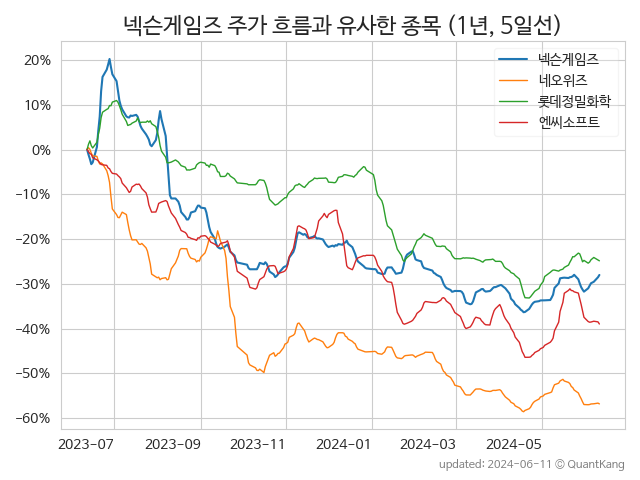 넥슨게임즈 주가 흐름과 유사한 종목 (1년, 5일선)
넥슨게임즈
네오위즈
롯데정밀화학
엔씨소프트
20%
10%
0%
−10%
−20%
−30%
−40%
−50%
−60%
2023-07 2023-09 2023-11 2024-01 2024-03 2024-05
updated: 2024-06-11 © QuantKang